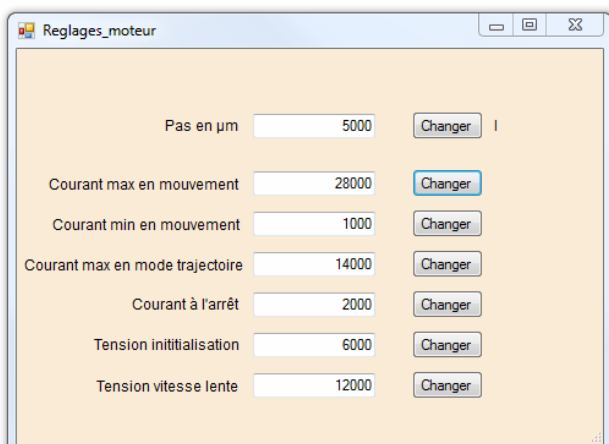 Reglages_moteur
Pas en µm 5000 Changer l
Courant max en mouvement 28000 Changer
Courant min en mouvement 1000 Changer
Courant max en mode trajectoire 14000 Changer
Courant à l'arrêt 2000 Changer
Tension inititialisation 6000 Changer
Tension vitesse lente 12000 Changer